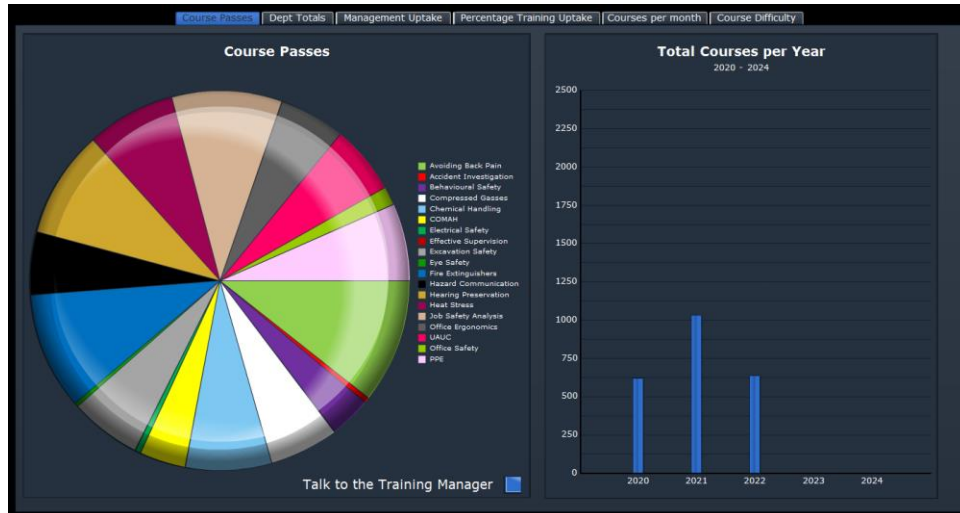 Course Passes
Dept Totals
Management Uptake
Percentage Training Uptake
Courses per month
Course Difficulty
Course Passes
Avoiding Back Pain
Accident Investigation
Behavioural Safety
Compressed Gasses
Chemical Handling
COMAH
Electrical Safety
Effective Supervision
Excavation Safety
Eye Safety
Fire Extinguishers
Hazard Communication
Hearing Preservation
Heat Stress
Job Safety Analysis
Office Ergonomics
UAUC
Office Safety
PPE
Talk to the Training Manager
Total Courses per Year
2020 - 2024
2500
2250
2000
1750
1500
1250
1000
750
500
250
0
2020 2021 2022 2023 2024